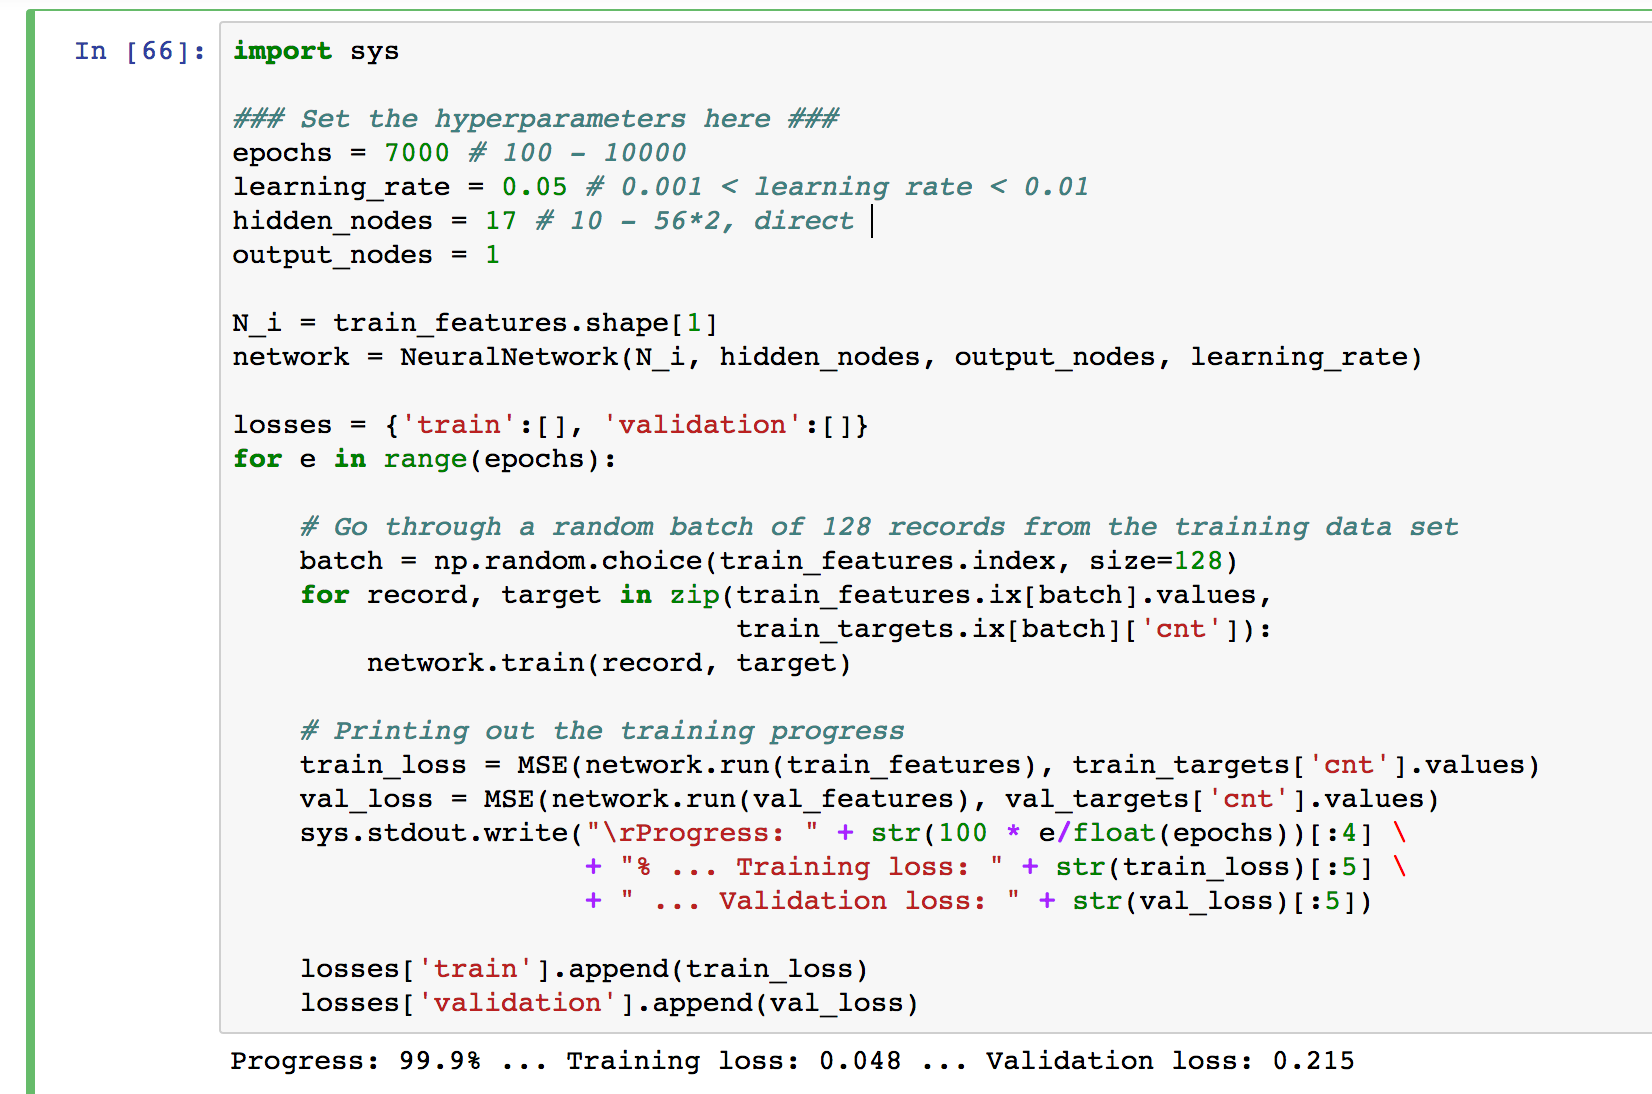 In [66]: import sys
### Set the hyperparameters here ###
epochs = 7000 # 100 - 10000
learning_rate = 0.05 # 0.001 < learning rate < 0.01
hidden_nodes = 17 # 10 - 56*2, direct
output_nodes = 1
N_i = train_features.shape[1]
network = NeuralNetwork(N_i, hidden_nodes, output_nodes, learning_rate)
losses = {'train':[], 'validation':[]}
for e in range(epochs):
# Go through a random batch of 128 records from the training data set
batch = np.random.choice(train_features.index, size=128)
for record, target in zip(train_features.ix[batch].values,
train_targets.ix[batch]['cnt']):
network.train(record, target)
# Printing out the training progress
train_loss = MSE(network.run(train_features), train_targets['cnt'].values)
val_loss = MSE(network.run(val_features), val_targets['cnt'].values)
sys.stdout.write("\rProgress: " + str(100 * e/float(epochs))[:4] \
+ "% ... Training loss: " + str(train_loss)[:5] \
+ " ... Validation loss: " + str(val_loss)[:5])
losses['train'].append(train_loss)
losses['validation'].append(val_loss)
Progress: 99.9% ... Training loss: 0.048 ... Validation loss: 0.215